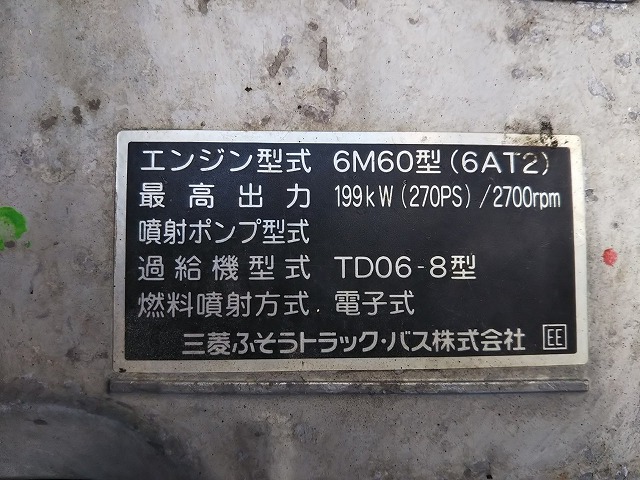 エンジン型式 6M60型(6AT2)
最高出力 199kW(270PS)/2700rpm
噴射ポンプ型式
過給機型式 TD06-8型
燃料噴射方式 電子式
三菱ふそうトラック・バス株式会社 EE